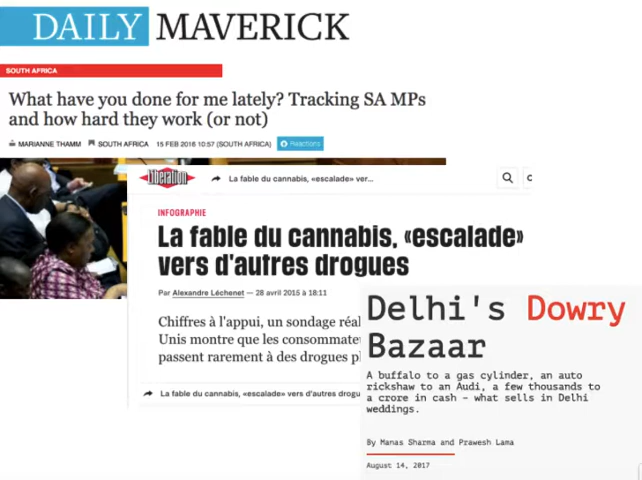 DAILY MAVERICK
SOUTH AFRICA
What have you done for me lately? Tracking SA MPs
and how hard they work (or not)
MARIANNE THAMM SOUTH AFRICA 15 FEB 2016 10:57 (SOUTH AFRICA) Reactions
Libération La fable du cannabis, «escalade» ver...
INFOGRAPHIE
La fable du cannabis, «escalade»
vers d'autres drogues
Par Alexandre Léchenet — 28 avril 2015 à 18:11
Chiffres à l'appui, un sondage réal
Unis montre que les consommate
passent rarement à des drogues pl
La fable du cannabis, «escalade» vers d'autres drogu
Delhi's Dowry
Bazaar
A buffalo to a gas cylinder, an auto
rickshaw to an Audi, a few thousands to
a crore in cash – what sells in Delhi
weddings.
By Manas Sharma and Prawesh Lama
August 14, 2017